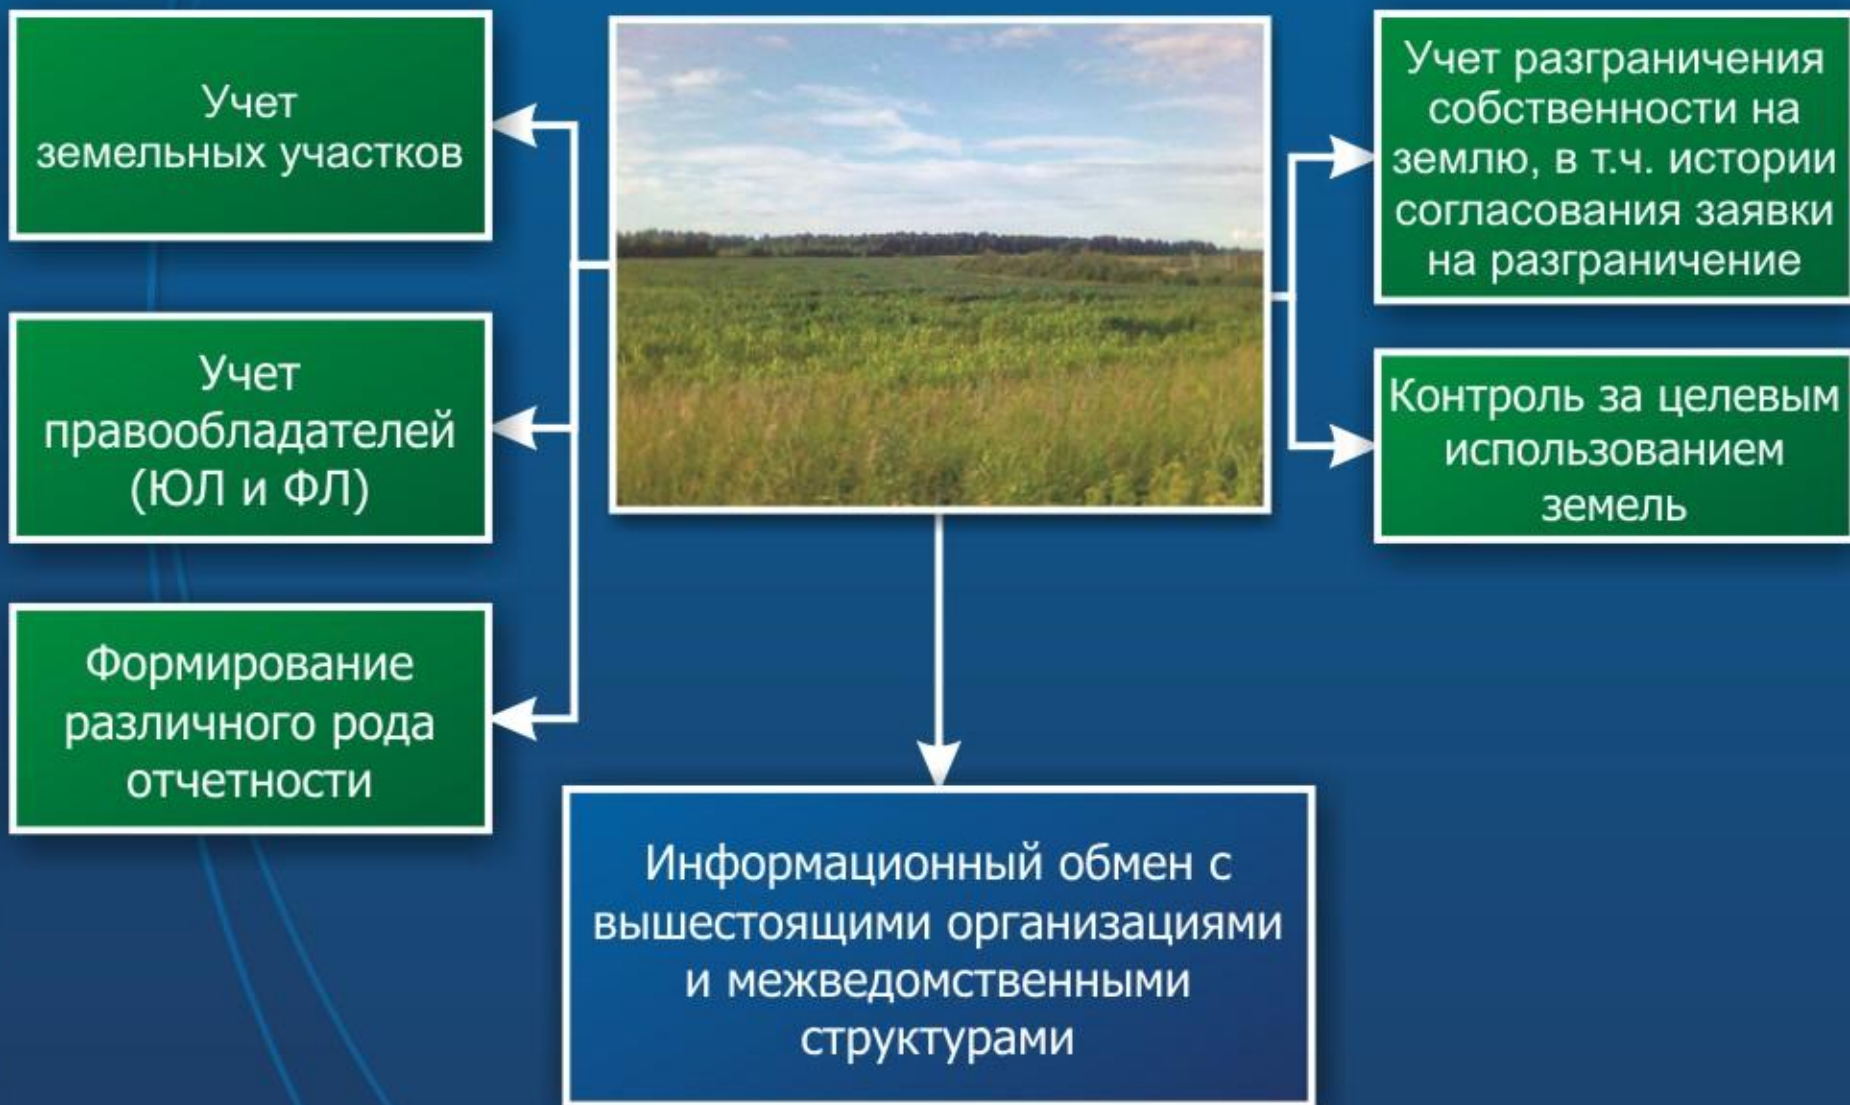 Учет
земельных участков
Учет
правообладателей
(ЮЛ и ФЛ)
Формирование
различного рода
отчетности
Учет разграничения
собственности на
землю, в т.ч. истории
согласования заявки
на разграничение
Контроль за целевым
использованием
земель
Информационный обмен с
вышестоящими организациями
и межведомственными
структурами